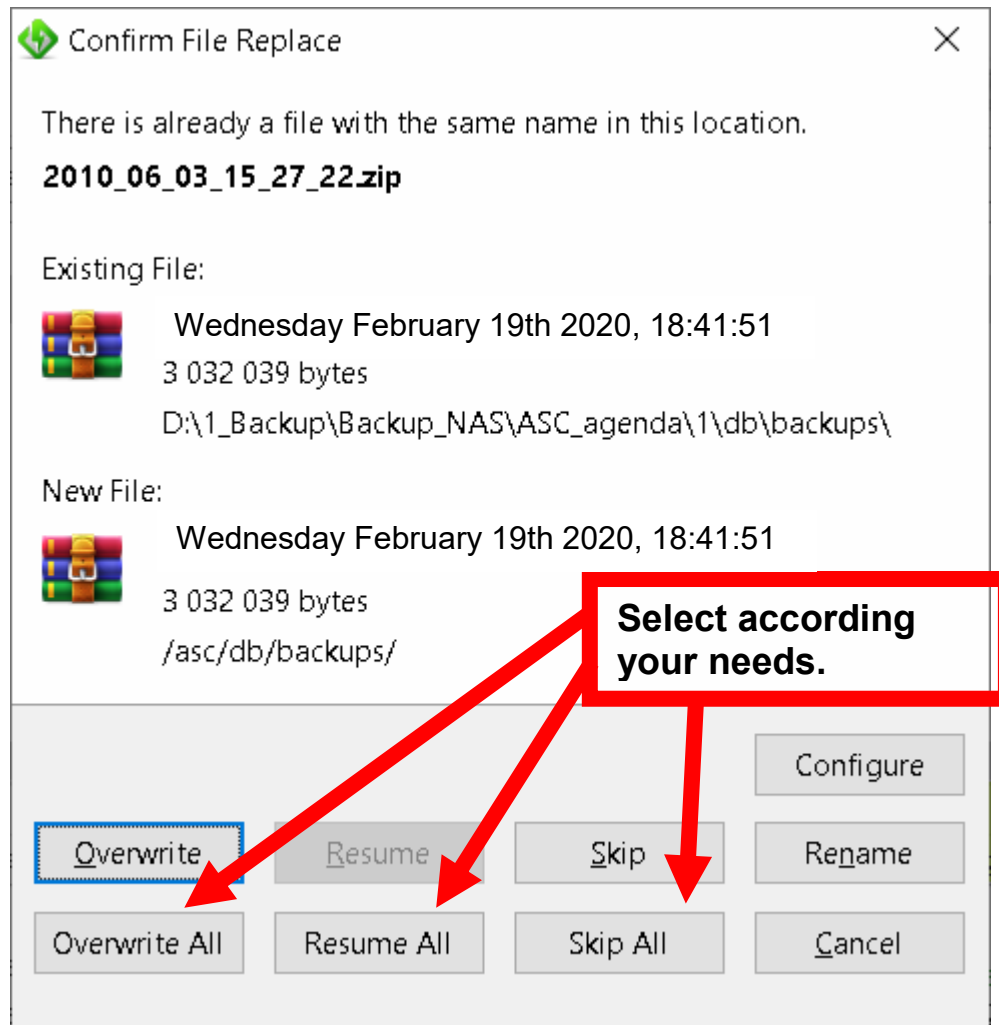 Confirm File Replace
There is already a file with the same name in this location.
2010_06_03_15_27_22.zip
Existing File:
Wednesday February 19th 2020, 18:41:51
3 032 039 bytes
D:\1_Backup\Backup_NAS\ASC_agenda\1\db\backups\
New File:
Wednesday February 19th 2020, 18:41:51
3 032 039 bytes
/asc/db/backups/
Select according
your needs.
Configure
Overwrite Resume Skip Rename
Overwrite All Resume All Skip All Cancel